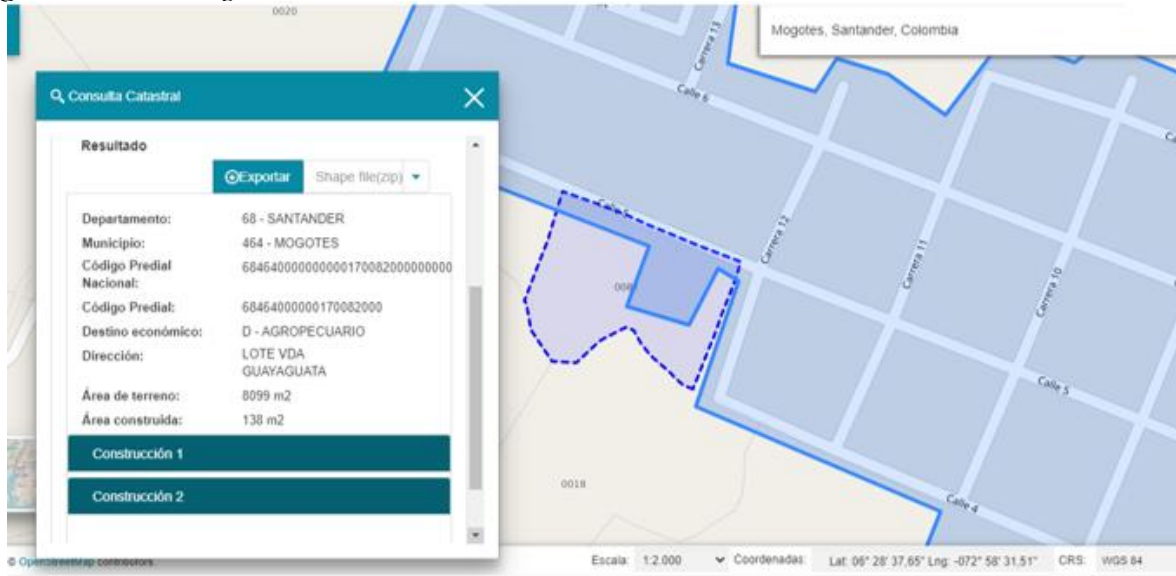 0020
Carrera 13
Mogotes, Santander, Colombia
Calle 6
Consulta Catastral
Resultado
Exportar Shape file(zip)
Departamento: 68 - SANTANDER
Municipio: 464 - MOGOTES
Código Predial Nacional: 684640000000000170082000000000
Código Predial: 68464000000170082000
Destino económico: D - AGROPECUARIO
Dirección: LOTE VDA
GUAYAGUATA
Área de terreno: 8099 m2
Área construida: 138 m2
Construcción 1
Construcción 2
Carrera 12
Carrera 11
Carrera 10
Calle 5
0018
Calle 4
© OpenStreetMap contributors.
Escala: 1:2.000 Coordenadas: Lat: 06° 28' 37,65" Lng: -072° 58' 31,51" CRS: WGS 84